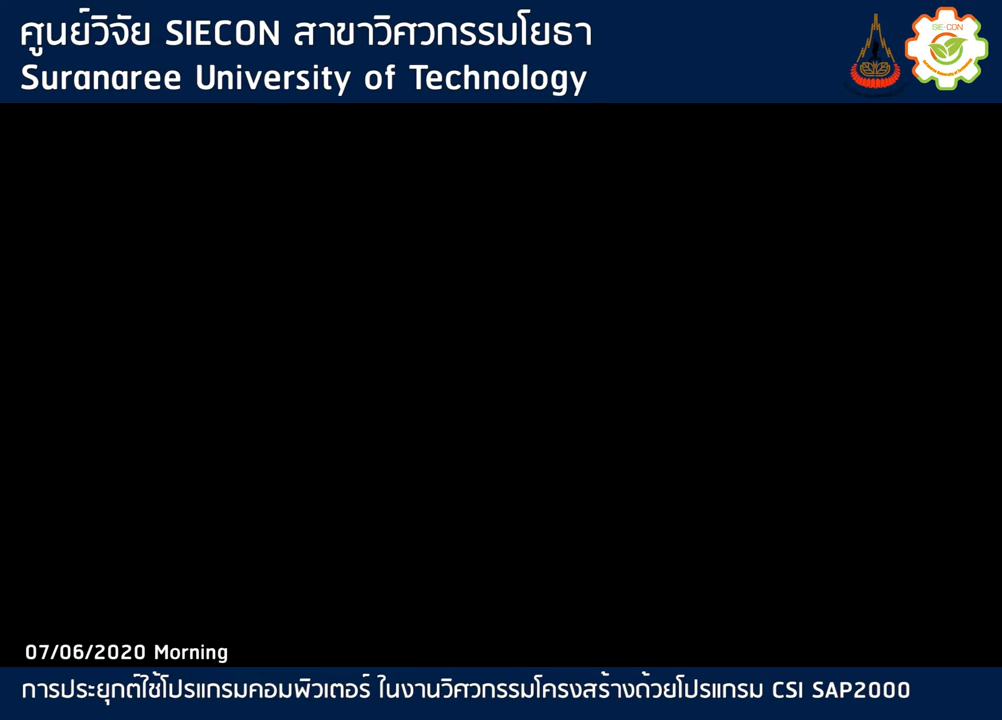 ศูนย์วิจัย SIECON สาขาวิศวกรรมโยธา
Suranaree University of Technology
SIE-CON
07/06/2020 Morning
การประยุกต์ใช้โปรแกรมคอมพิวเตอร์ ในงานวิศวกรรมโครงสร้างด้วยโปรแกรม CSI SAP2000